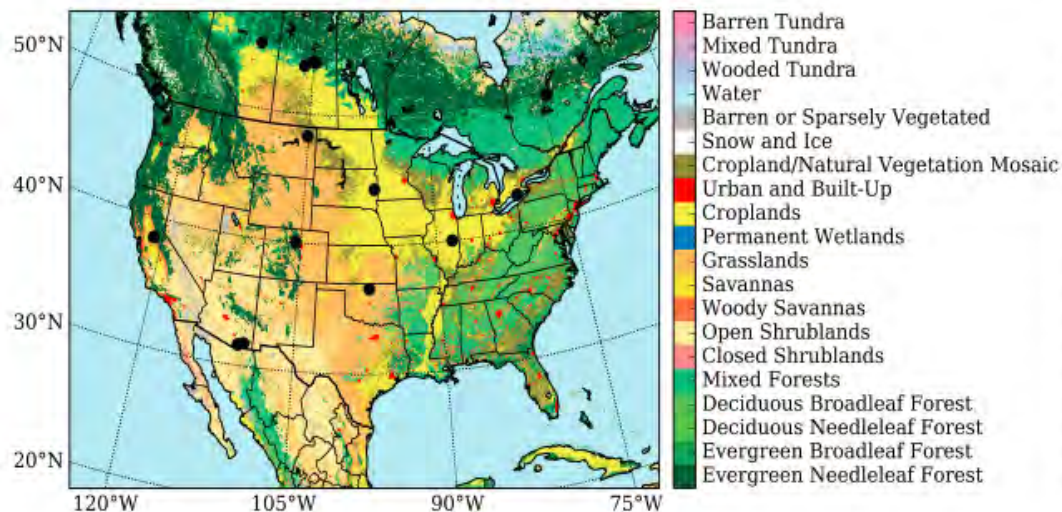 50°N
40°N
30°N
20°N
120°W
105°W
90°W
75°W
Barren Tundra
Mixed Tundra
Wooded Tundra
Water
Barren or Sparsely Vegetated
Snow and Ice
Cropland/Natural Vegetation Mosaic
Urban and Built-Up
Croplands
Permanent Wetlands
Grasslands
Savannas
Woody Savannas
Open Shrublands
Closed Shrublands
Mixed Forests
Deciduous Broadleaf Forest
Deciduous Needleleaf Forest
Evergreen Broadleaf Forest
Evergreen Needleleaf Forest